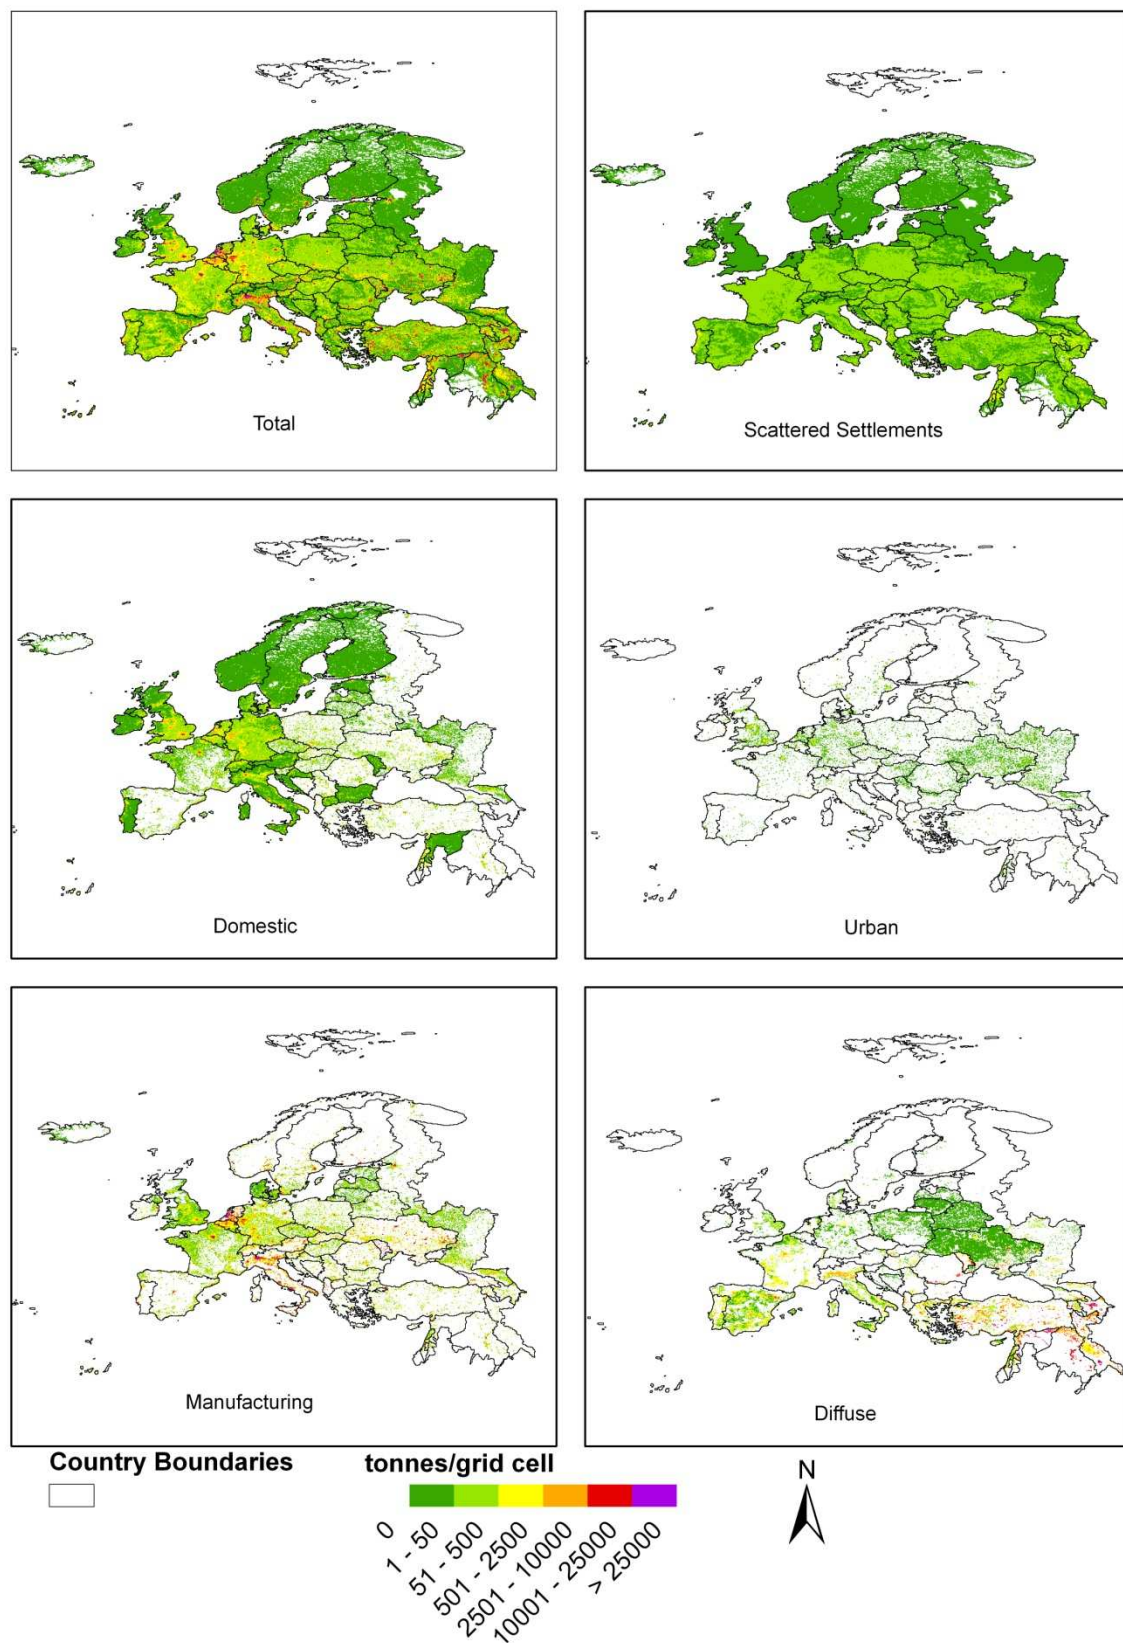 Total
Scattered Settlements
Domestic
Urban
Manufacturing
Diffuse
Country Boundaries
tonnes/grid cell
N
0
1 - 50
51 - 500
501 - 2500
2501 - 10000
10001 - 25000
> 25000